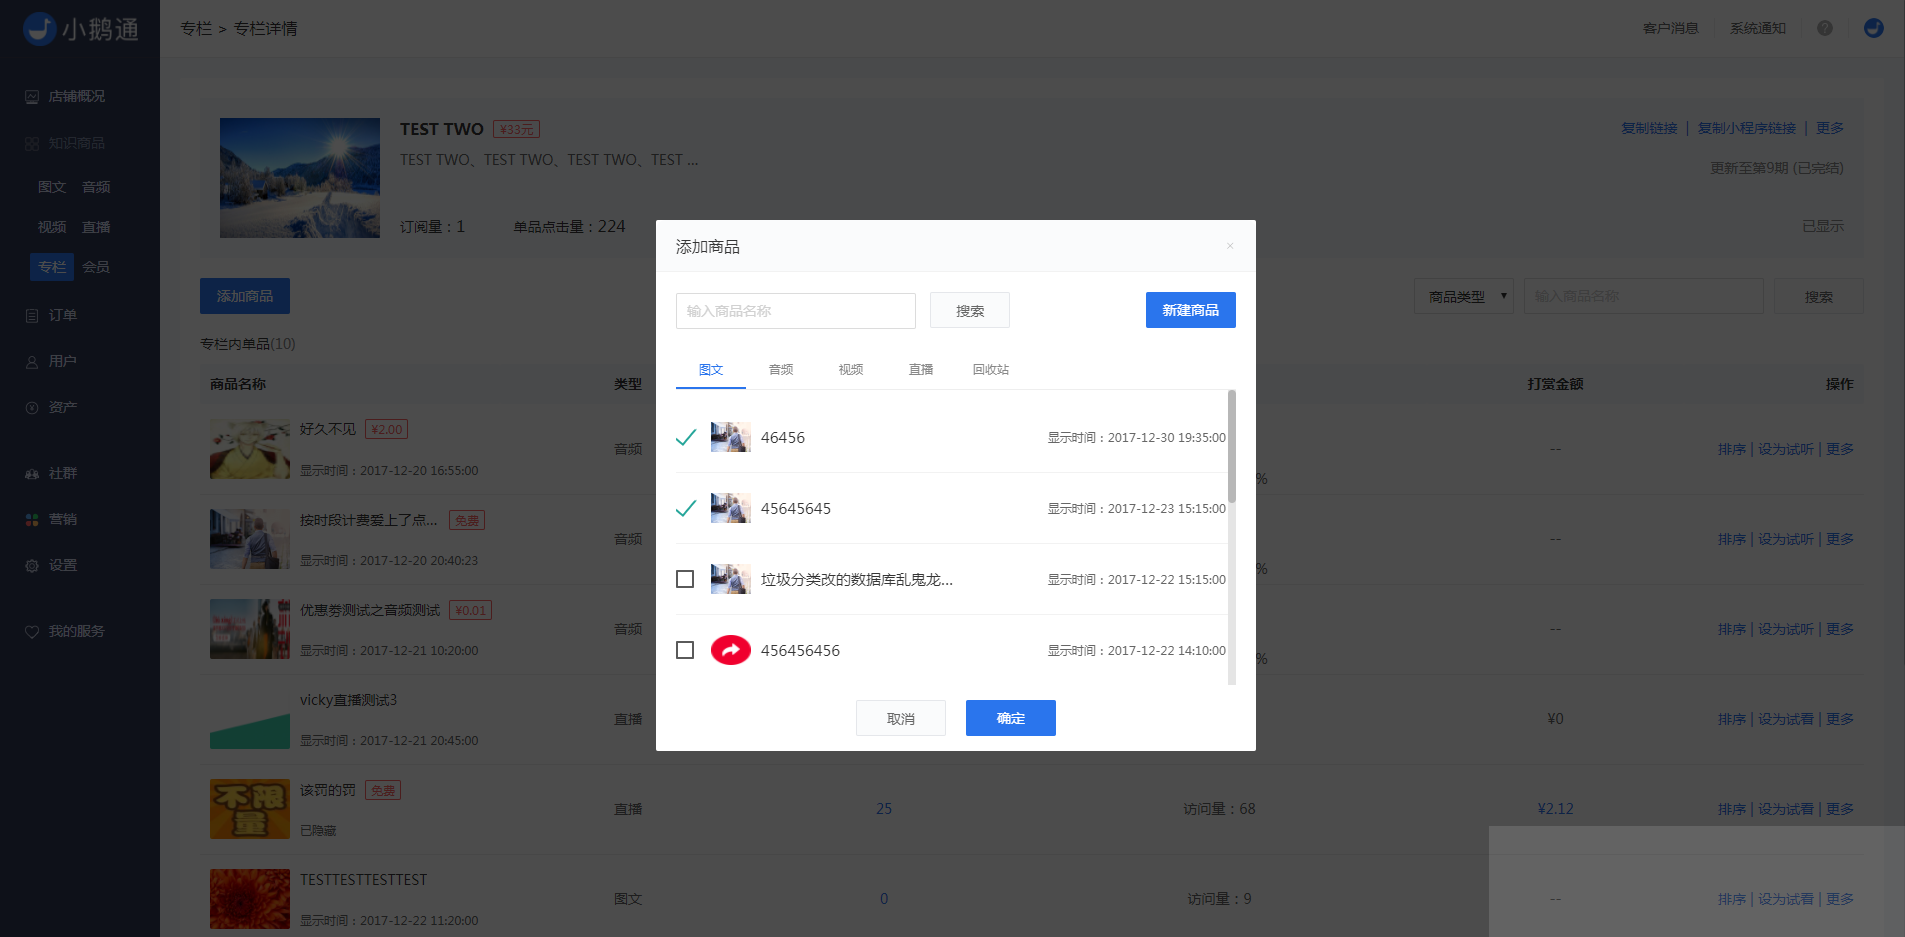 小鹅通
专栏 > 专栏详情
客户消息
系统通知
店铺概况
知识商品
图文 音频
视频 直播
专栏 会员
订单
用户
资产
社群
营销
设置
我的服务
TEST TWO ¥33元
TEST TWO、TEST TWO、TEST TWO、TEST ...
订阅量：1 单品点击量：224
复制链接 | 复制小程序链接 | 更多
更新至第9期 (已完结)
已显示
添加商品
商品类型
输入商品名称
搜索
专栏内单品(10)
商品名称 类型 打赏金额 操作
好久不见 ¥2.00
显示时间：2017-12-20 16:55:00
音频
%
--
排序 | 设为试听 | 更多
按时段计费爱上了点... 免费
显示时间：2017-12-20 20:40:23
音频
%
--
排序 | 设为试听 | 更多
优惠劵测试之音频测试 ¥0.01
显示时间：2017-12-21 10:20:00
音频
%
--
排序 | 设为试听 | 更多
vicky直播测试3
显示时间：2017-12-21 20:45:00
直播
¥0
排序 | 设为试看 | 更多
不限量
该罚的罚 免费
已隐藏
直播
25
访问量：68
¥2.12
排序 | 设为试看 | 更多
TESTTESTTESTTEST
显示时间：2017-12-22 11:20:00
图文
0
访问量：9
--
排序 | 设为试看 | 更多
添加商品 ×
输入商品名称 搜索 新建商品
图文 音频 视频 直播 回收站
46456 显示时间：2017-12-30 19:35:00
45645645 显示时间：2017-12-23 15:15:00
垃圾分类改的数据库乱鬼龙... 显示时间：2017-12-22 15:15:00
456456456 显示时间：2017-12-22 14:10:00
取消 确定